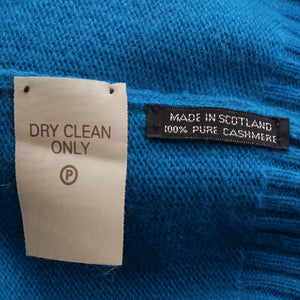 DRY CLEAN
ONLY
P
MADE IN SCOTLAND
100% PURE CASHMERE